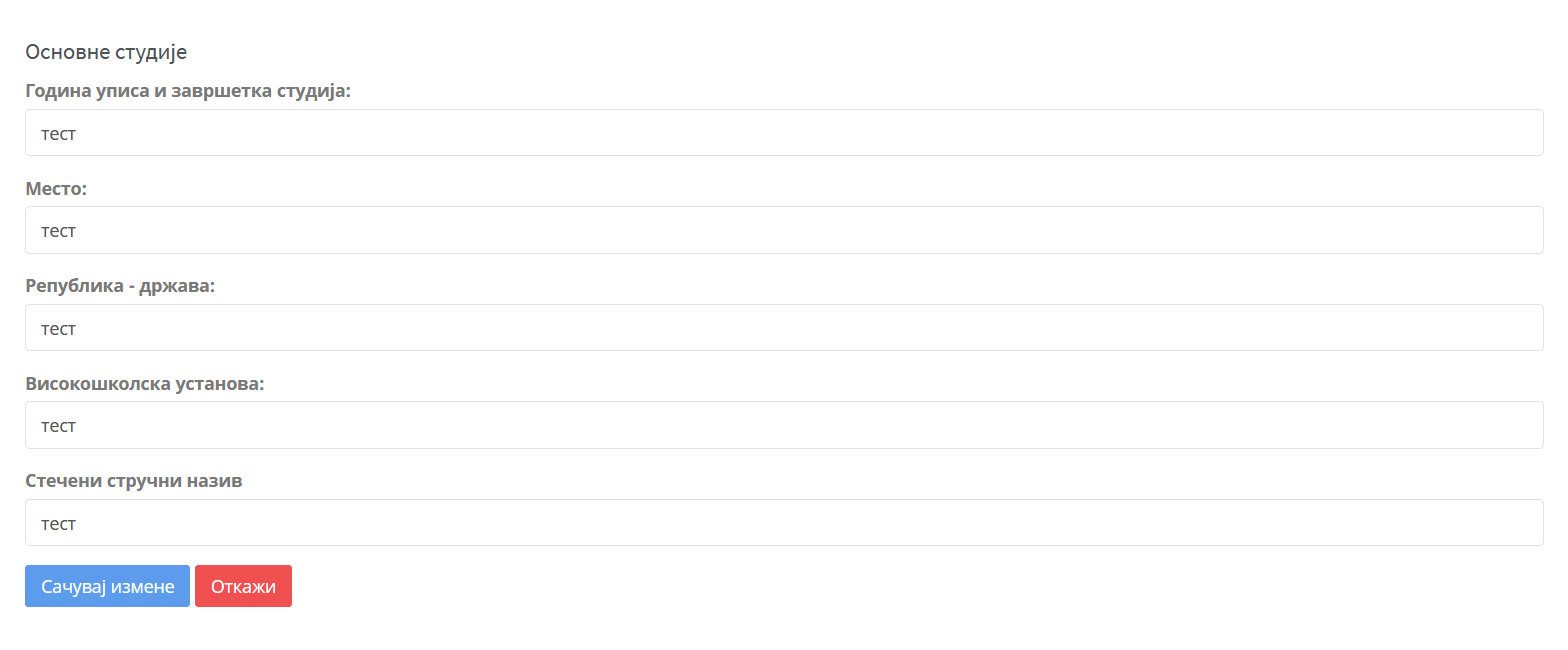 Основне студије
Година уписа и завршетка студија:
тест
Место:
тест
Република - држава:
тест
Високошколска установа:
тест
Стечени стручни назив
тест
Сачувај измене Откажи